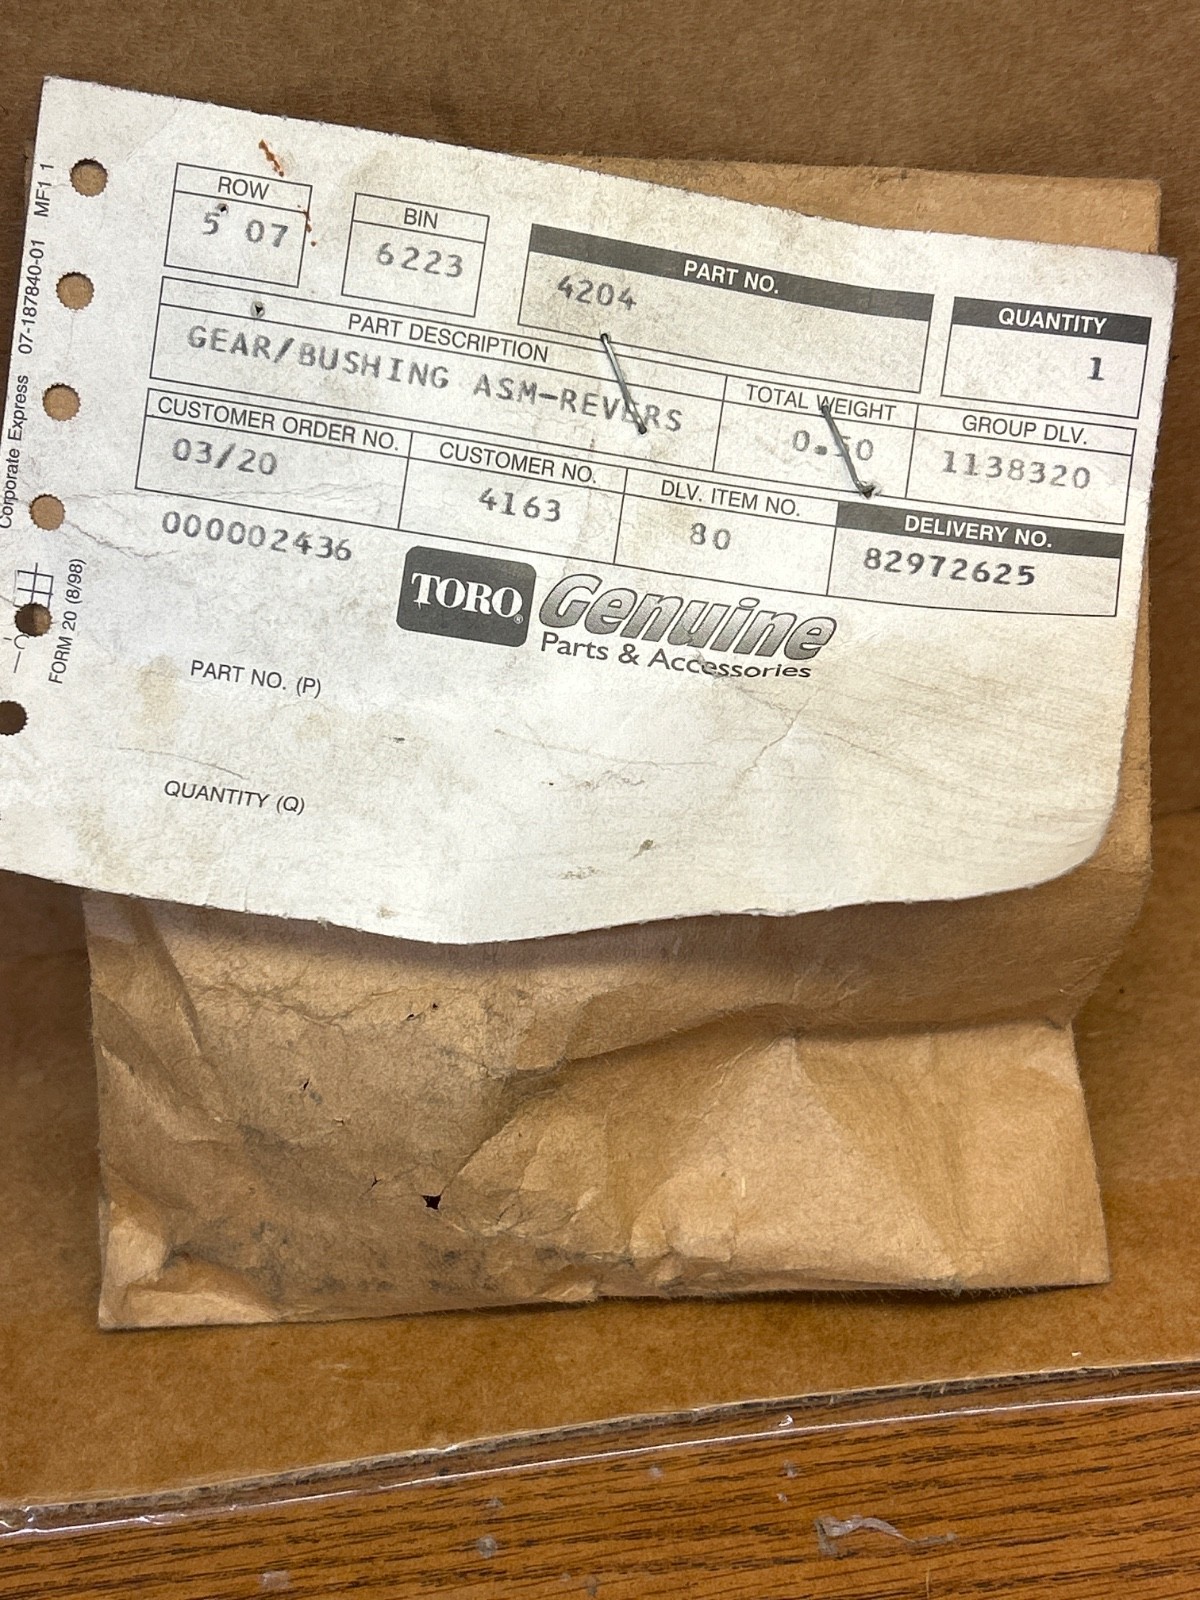 ROW
5 07
BIN
6223
PART NO.
4204
QUANTITY
1
PART DESCRIPTION
GEAR/BUSHING ASM-REVERS
TOTAL WEIGHT
0.50
GROUP DLV.
1138320
CUSTOMER ORDER NO.
03/20
CUSTOMER NO.
4163
DLV. ITEM NO.
80
DELIVERY NO.
82972625
000002436
TORO®
Genuine
Parts & Accessories
PART NO. (P)
QUANTITY (Q)
Corporate Express 07-187840-01 MF1 1
FORM 20 (8/98)